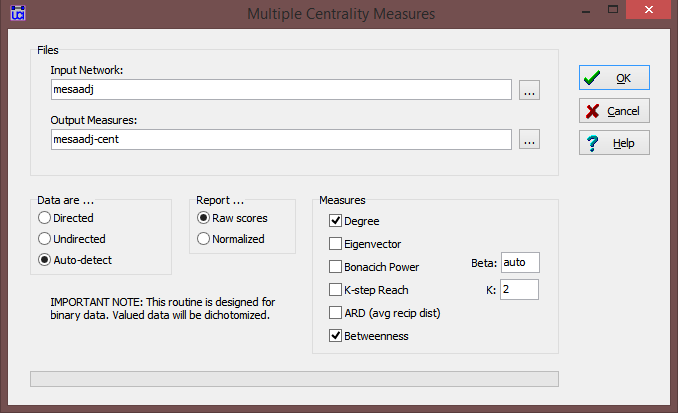 Multiple Centrality Measures
Files
Input Network:
mesaadj
...
Output Measures:
mesaadj-cent
...
OK
Cancel
Help
Data are ...
Directed
Undirected
Auto-detect
Report ...
Raw scores
Normalized
Measures
Degree
Eigenvector
Bonacich Power
Beta: auto
K-step Reach
K: 2
ARD (avg recip dist)
Betweenness
IMPORTANT NOTE: This routine is designed for
binary data. Valued data will be dichotomized.